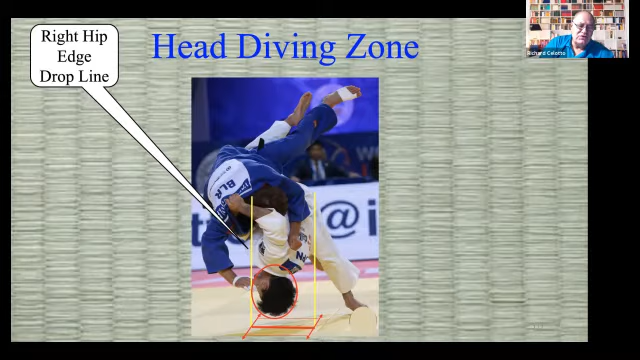 Right Hip
Edge
Drop Line
Head Diving Zone
Richard Celotto
BLR
@i